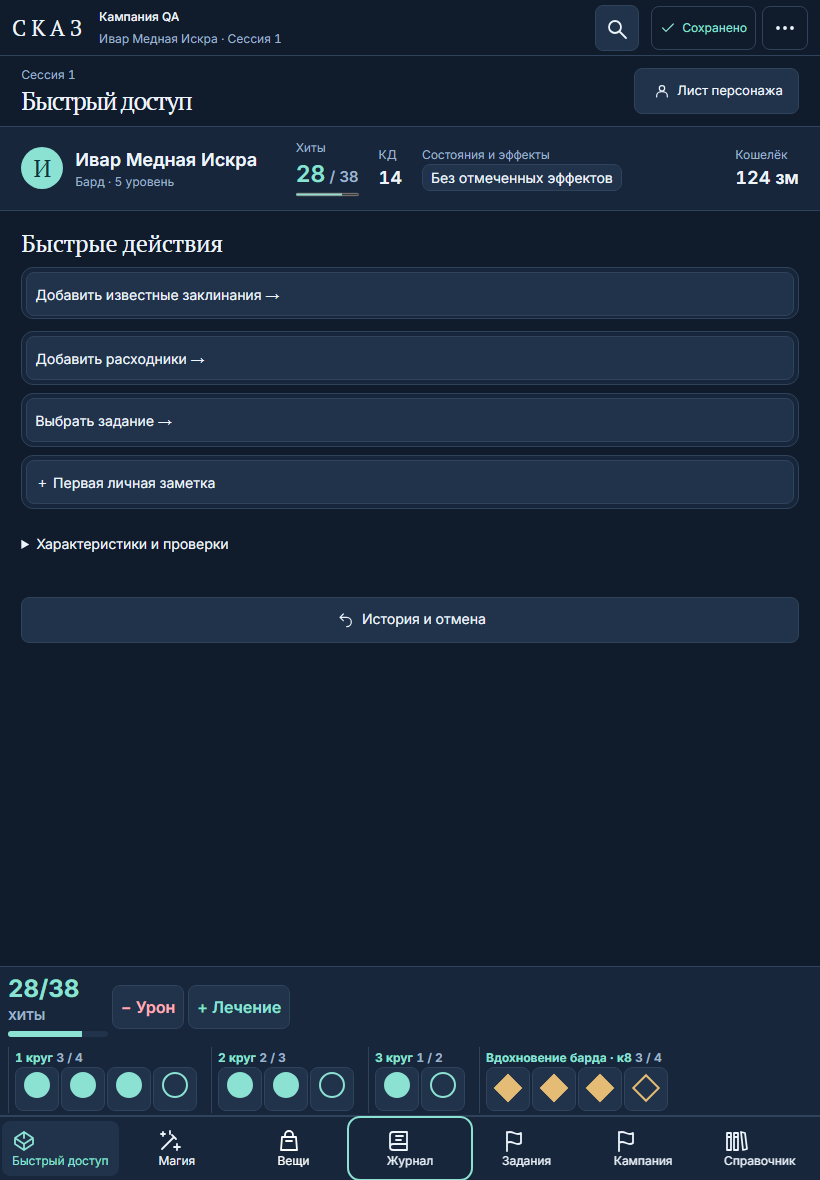 СКАЗ
Кампания QA
Ивар Медная Искра · Сессия 1
Сохранено
Сессия 1
Быстрый доступ
Лист персонажа
И
Ивар Медная Искра
Бард · 5 уровень
Хиты
28 / 38
КД
14
Состояния и эффекты
Без отмеченных эффектов
Кошелёк
124 зм
Быстрые действия
Добавить известные заклинания →
Добавить расходники →
Выбрать задание →
+ Первая личная заметка
▶ Характеристики и проверки
История и отмена
28/38
ХИТЫ
− Урон
+ Лечение
1 круг 3 / 4
2 круг 2 / 3
3 круг 1 / 2
Вдохновение барда · к8 3 / 4
Быстрый доступ
Магия
Вещи
Журнал
Задания
Кампания
Справочник